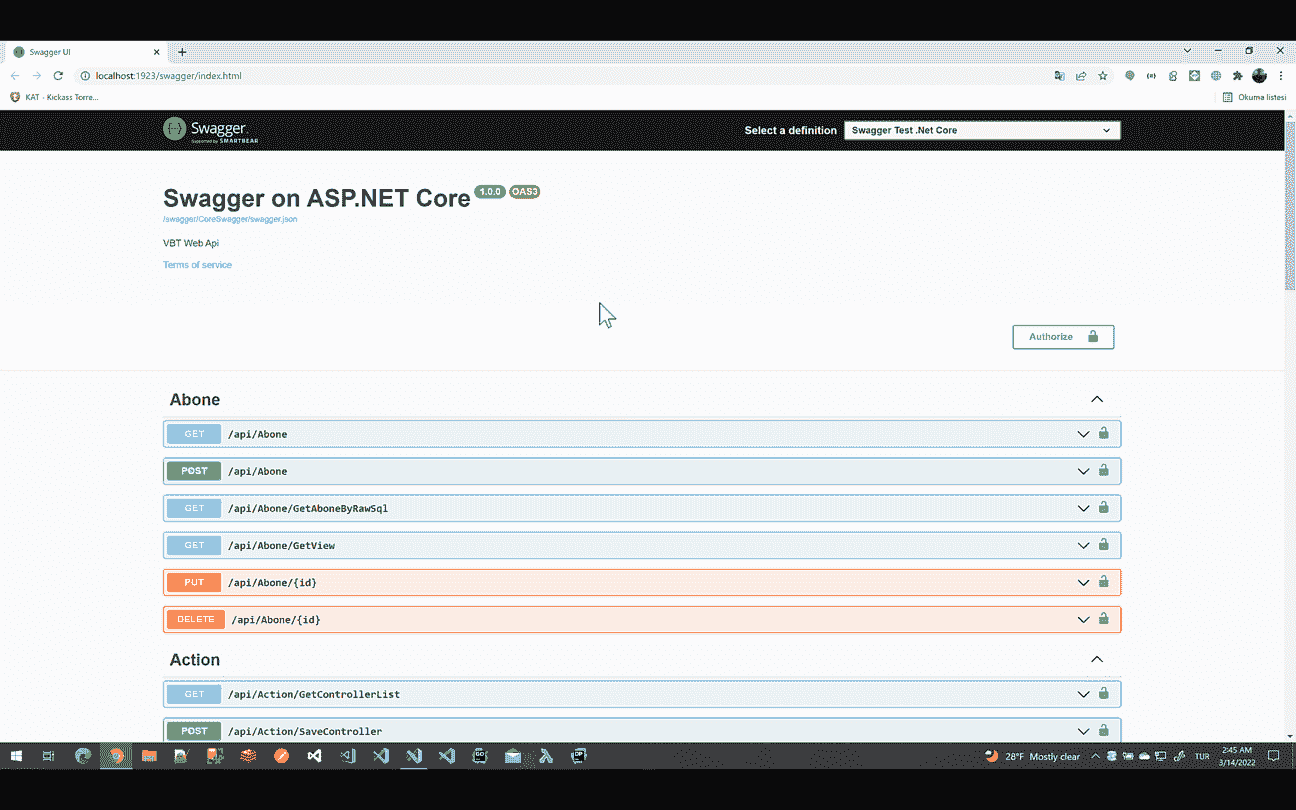 Swagger UI
localhost:1923/swagger/index.html
KAT - Kickass Torre...
Okuma listesi
Swagger.
Supported by SMARTBEAR
Select a definition
Swagger Test .Net Core
Swagger on ASP.NET Core 1.0.0 OAS3
/swagger/CoreSwagger/swagger.json
VBT Web Api
Terms of service
Authorize
Abone
GET /api/Abone
POST /api/Abone
GET /api/Abone/GetAboneByRawSql
GET /api/Abone/GetView
PUT /api/Abone/{id}
DELETE /api/Abone/{id}
Action
GET /api/Action/GetControllerList
POST /api/Action/SaveController
28°F Mostly clear
TUR
2:45 AM
3/14/2022